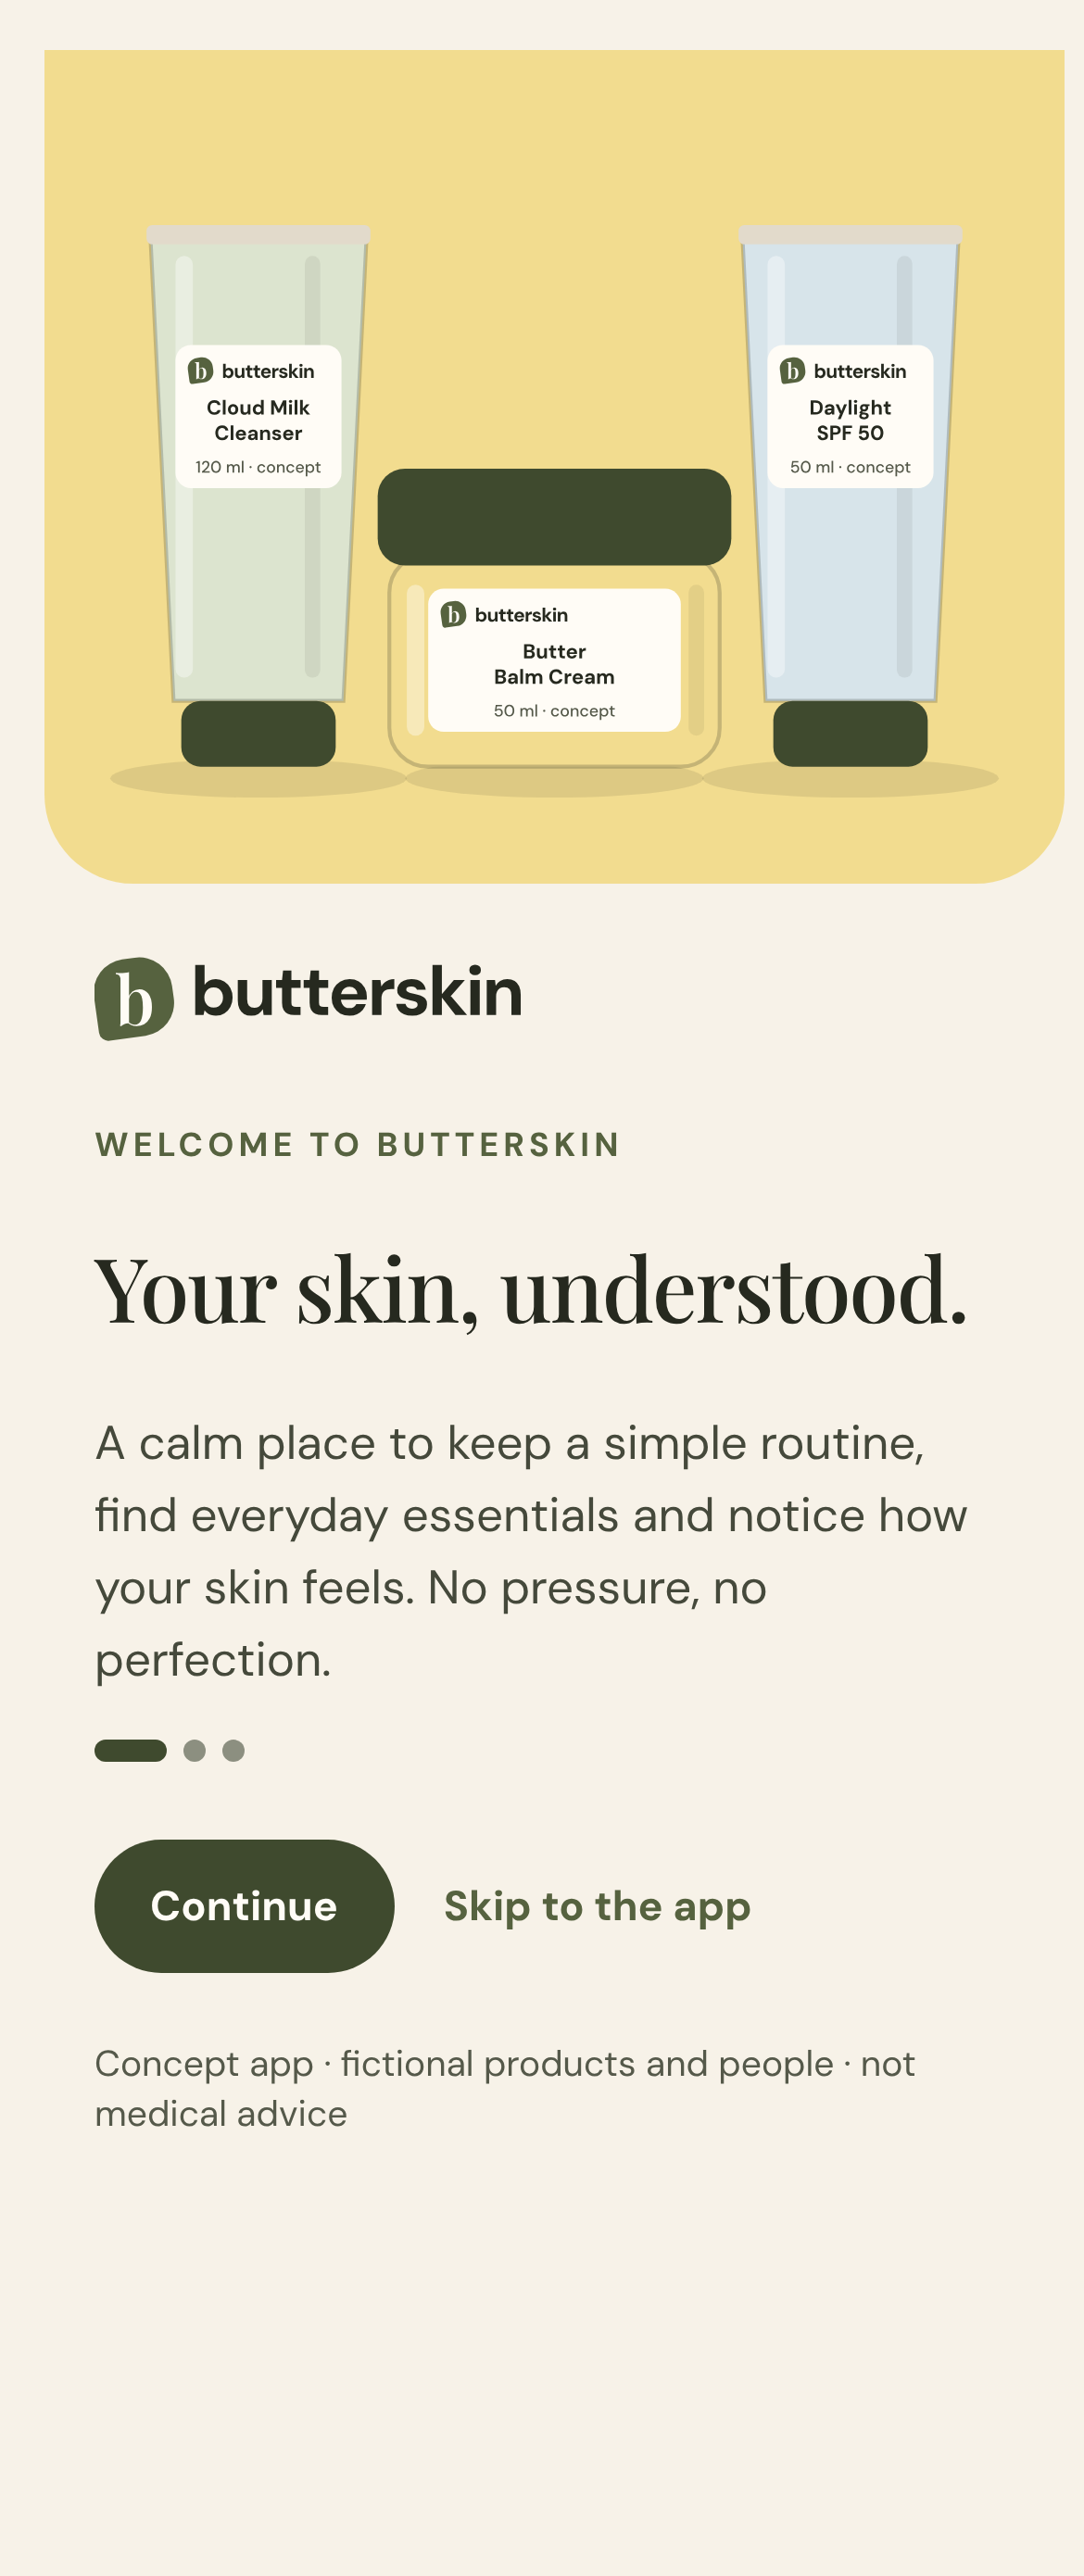 butterskin
Cloud Milk
Cleanser
120 ml · concept
butterskin
Butter
Balm Cream
50 ml · concept
butterskin
Daylight
SPF 50
50 ml · concept
b butterskin
WELCOME TO BUTTERSKIN
Your skin, understood.
A calm place to keep a simple routine,
find everyday essentials and notice how
your skin feels. No pressure, no
perfection.
Continue
Skip to the app
Concept app · fictional products and people · not
medical advice